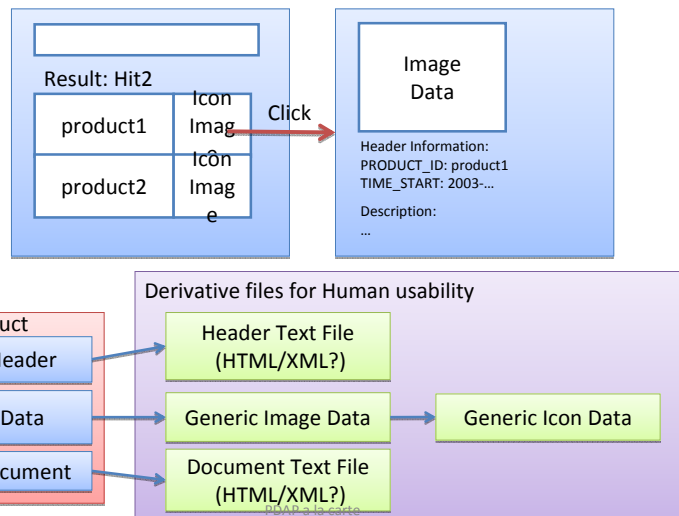 Result: Hit2
product1
Icon
Imag
e
product2
Icon
Imag
e
Click
Image
Data
Header Information:
PRODUCT_ID: product1
TIME_START: 2003-…
Description:
…
Derivative files for Human usability
uct
eader
Data
cument
Header Text File
(HTML/XML?)
Generic Image Data
Generic Icon Data
Document Text File
(HTML/XML?)
PDAP a la carte